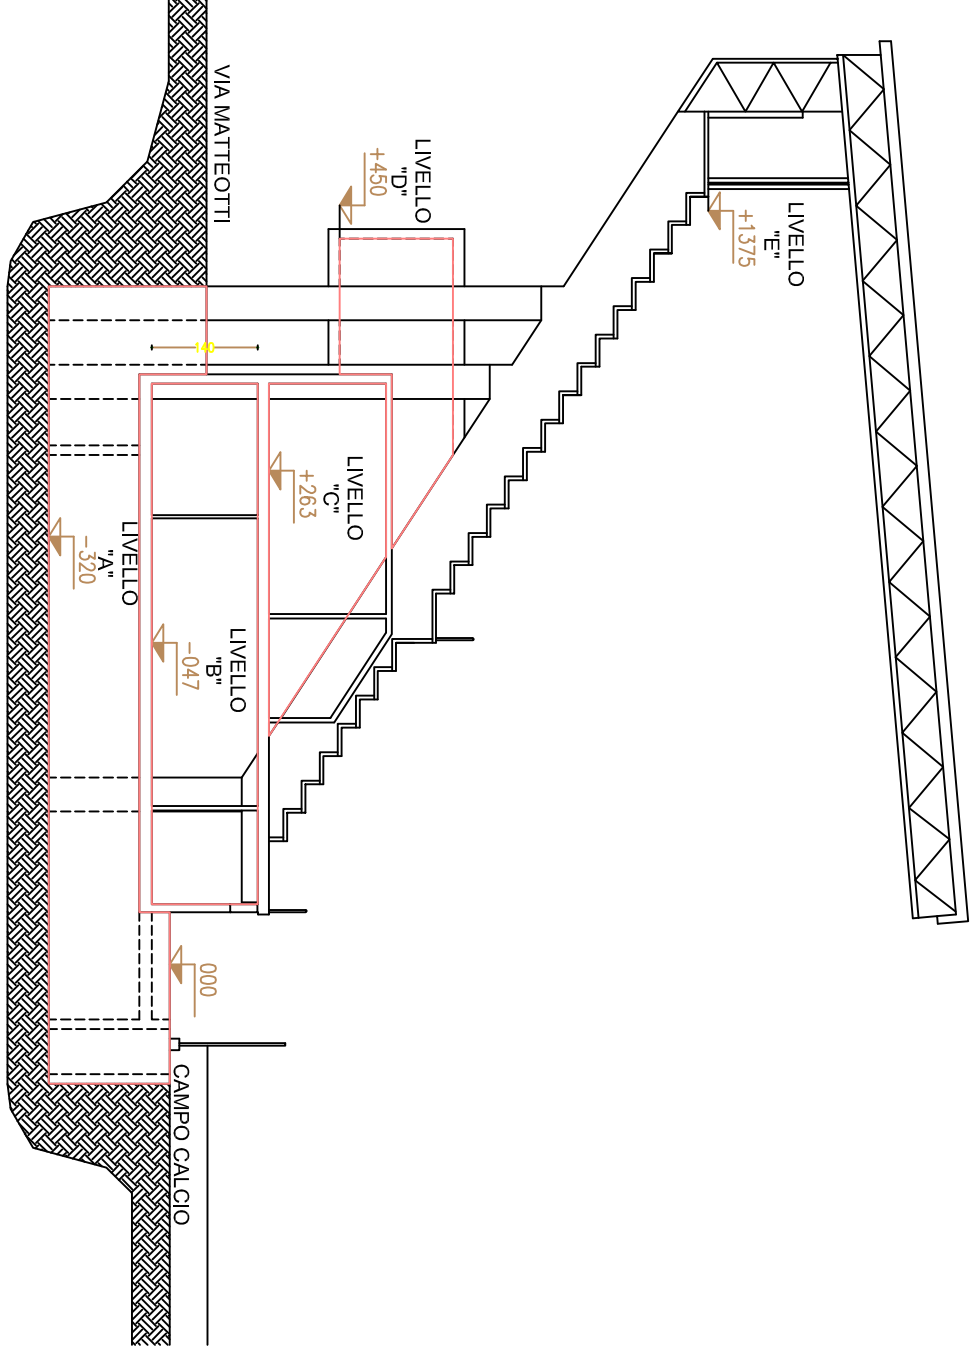 LIVELLO
"E"
+1375
LIVELLO
"D"
+450
LIVELLO
"C"
+263
VIA MATTEOTTI
LIVELLO
"B"
-047
000
CAMPO CALCIO
LIVELLO
"A"
-320